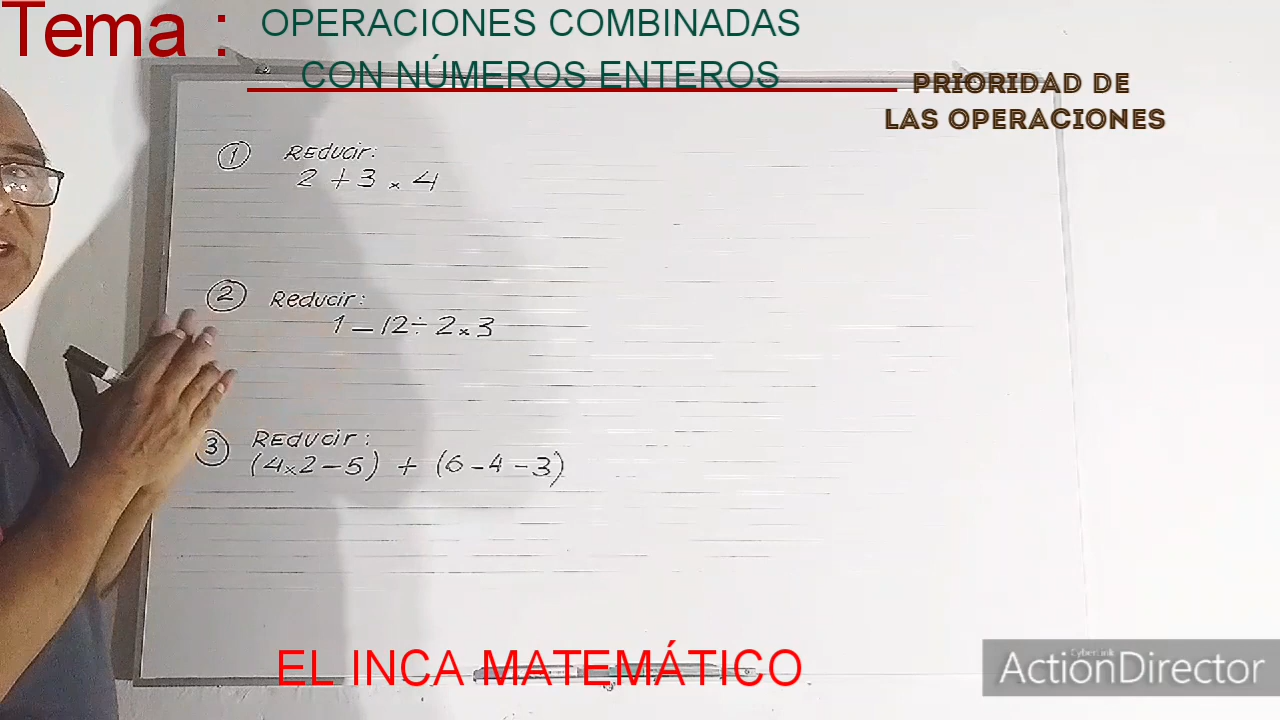 Tema :
OPERACIONES COMBINADAS
CON NÚMEROS ENTEROS
PRIORIDAD DE
LAS OPERACIONES
1 REducir:
2 + 3 × 4
2 Reducir:
1 – 12 ÷ 2 × 3
3 REducir:
(4×2–5) + (6–4–3)
EL INCA MATEMÁTICO
CyberLink
ActionDirector